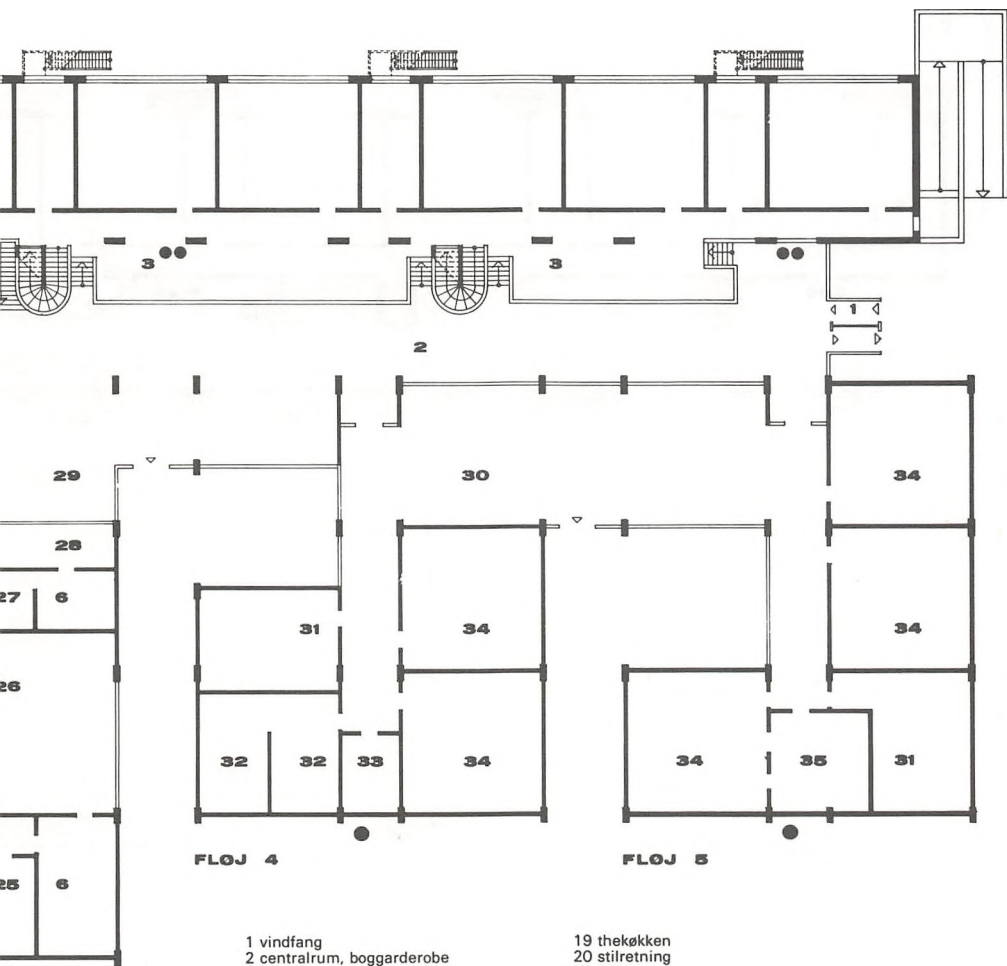 3
3
1
2
29
30
34
28
27 6
31
34
34
26
32 32 33 34
34 35 31
FLØJ 4
FLØJ 5
25 6
1 vindfang
2 centralrum, boggarderobe
19 thekøkken
20 stilretning